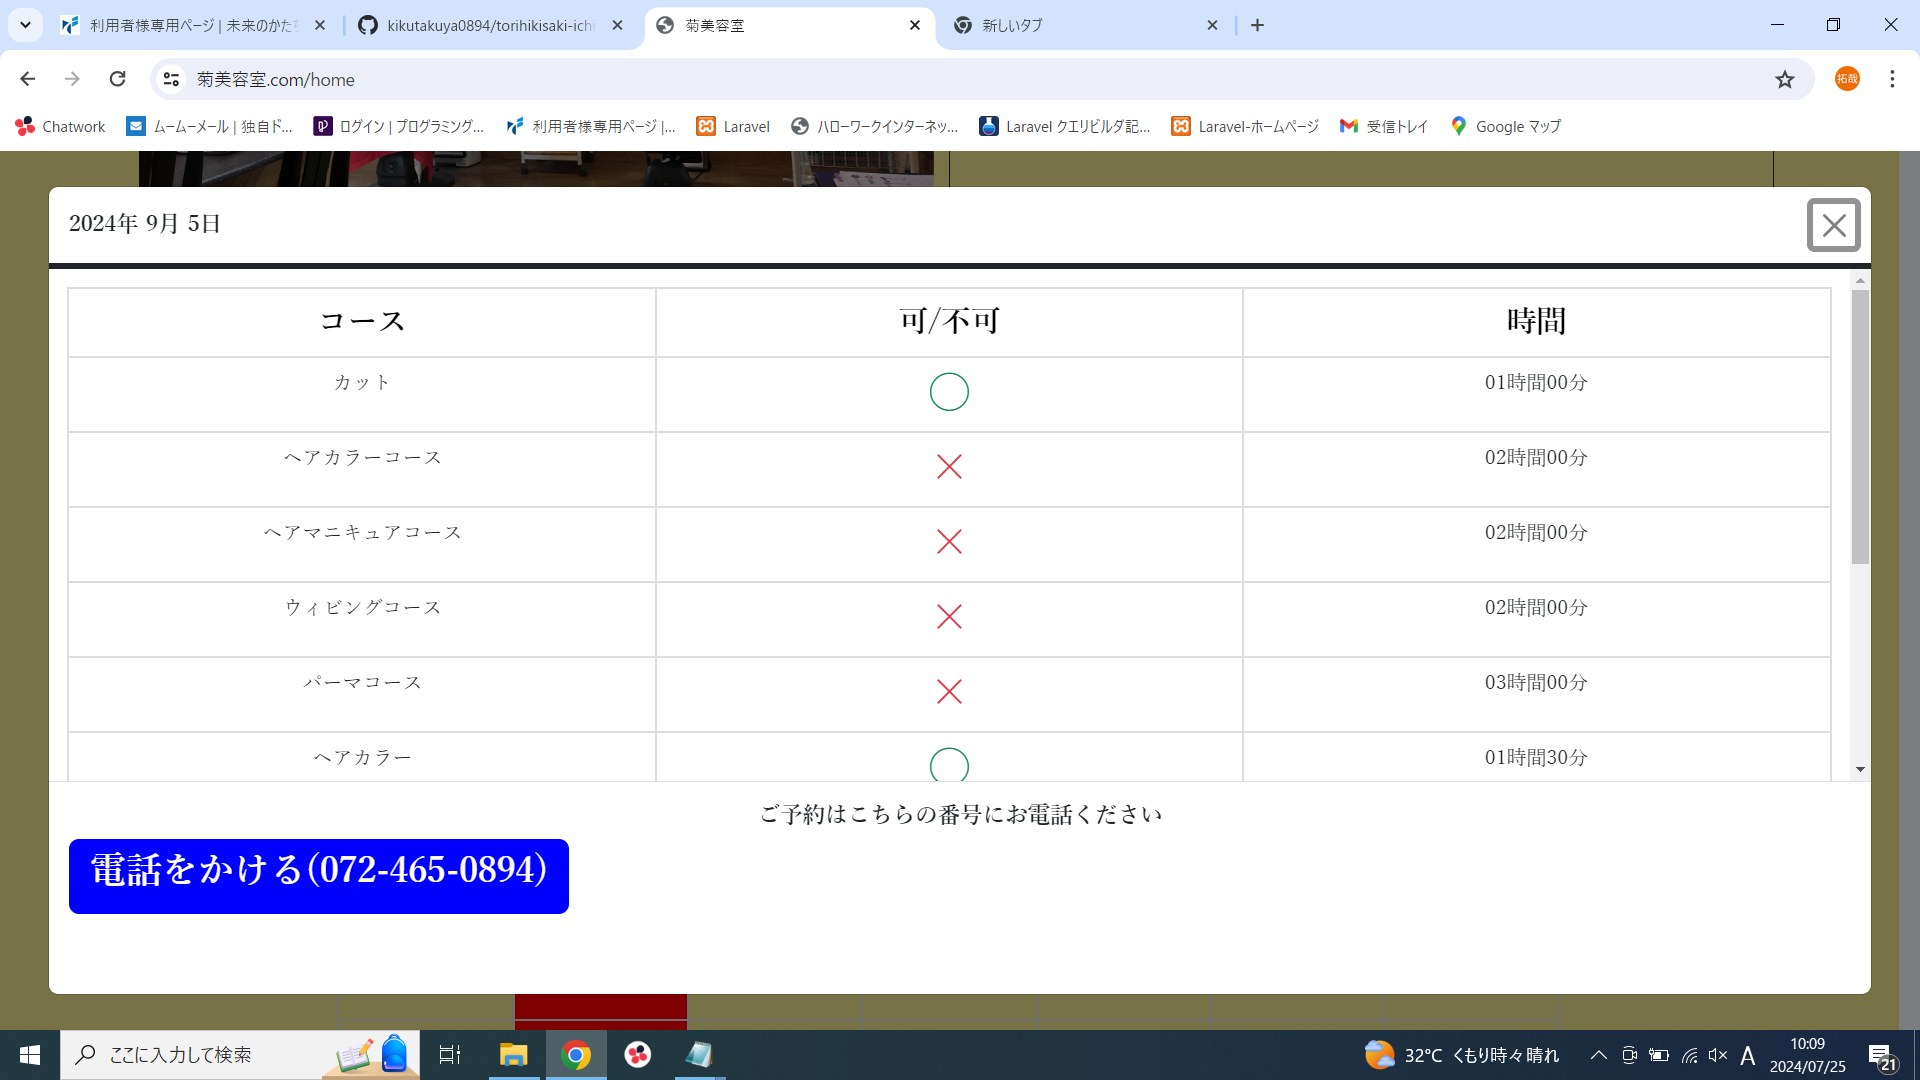 利用者様専用ページ | 未来のかたち
kikutakuya0894/torihikisaki-ichi
菊美容室
新しいタブ
菊美容室.com/home
拓哉
Chatwork
ムームーメール | 独自ド...
ログイン | プログラミング...
利用者様専用ページ |...
Laravel
ハローワークインターネッ...
Laravel クエリビルダ記...
Laravel-ホームページ
受信トレイ
Google マップ
2024年 9月 5日
コース 可/不可 時間
カット ○ 01時間00分
ヘアカラーコース × 02時間00分
ヘアマニキュアコース × 02時間00分
ウィービングコース × 02時間00分
パーマコース × 03時間00分
ヘアカラー ○ 01時間30分
ご予約はこちらの番号にお電話ください
電話をかける(072-465-0894)
ここに入力して検索
32°C くもり時々晴れ
A
10:09
2024/07/25
21